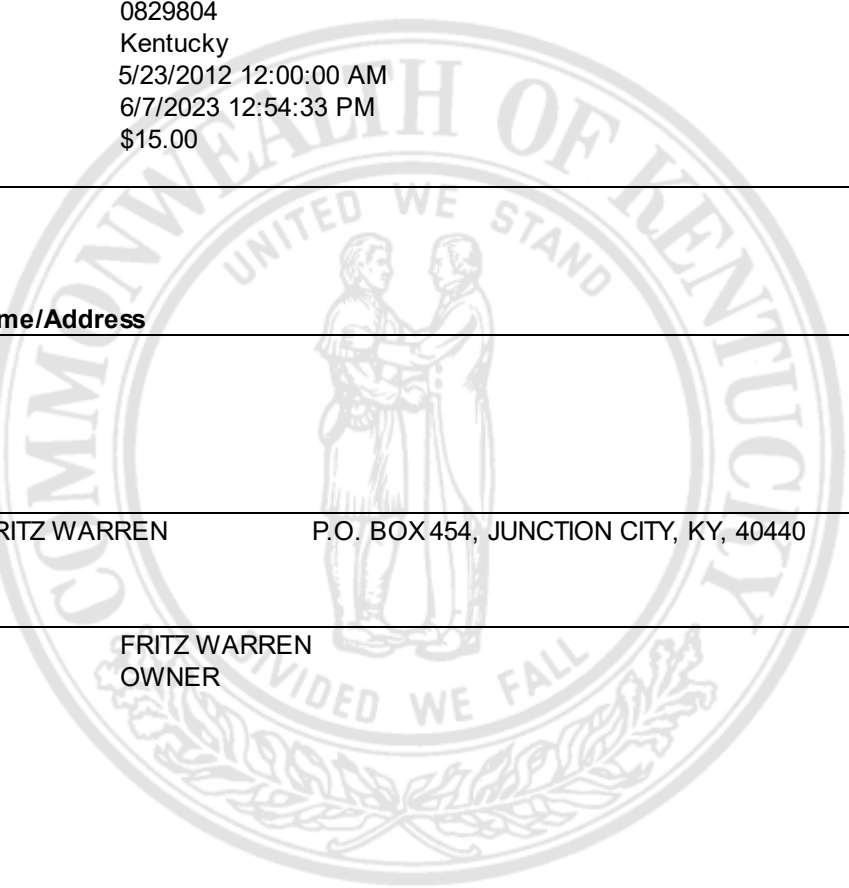 0829804
Kentucky
5/23/2012 12:00:00 AM
6/7/2023 12:54:33 PM
$15.00
COMMONWEALTH OF KENTUCKY
UNITED WE STAND
me/Address
RITZ WARREN P.O. BOX 454, JUNCTION CITY, KY, 40440
FRITZ WARREN
OWNER
DIVIDED WE FALL